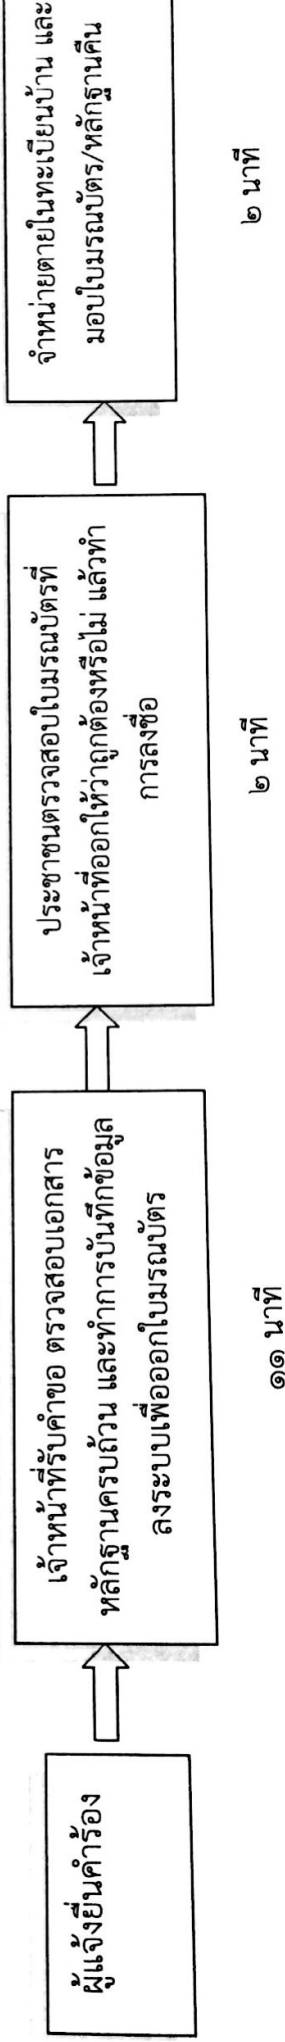 ผู้แจ้งยื่นคำร้อง
เจ้าหน้าที่รับคำขอ ตรวจสอบเอกสาร
หลักฐานครบถ้วน และทำการบันทึกข้อมูล
ลงระบบเพื่อออกใบมรณบัตร
๑๑ นาที
ประชาชนตรวจสอบใบมรณบัตรที่
เจ้าหน้าที่ออกให้ว่าถูกต้องหรือไม่ แล้วทำ
การลงชื่อ
๒ นาที
จำหน่ายตายในทะเบียนบ้าน และ
มอบใบมรณบัตร/หลักฐานคืน
๒ นาที